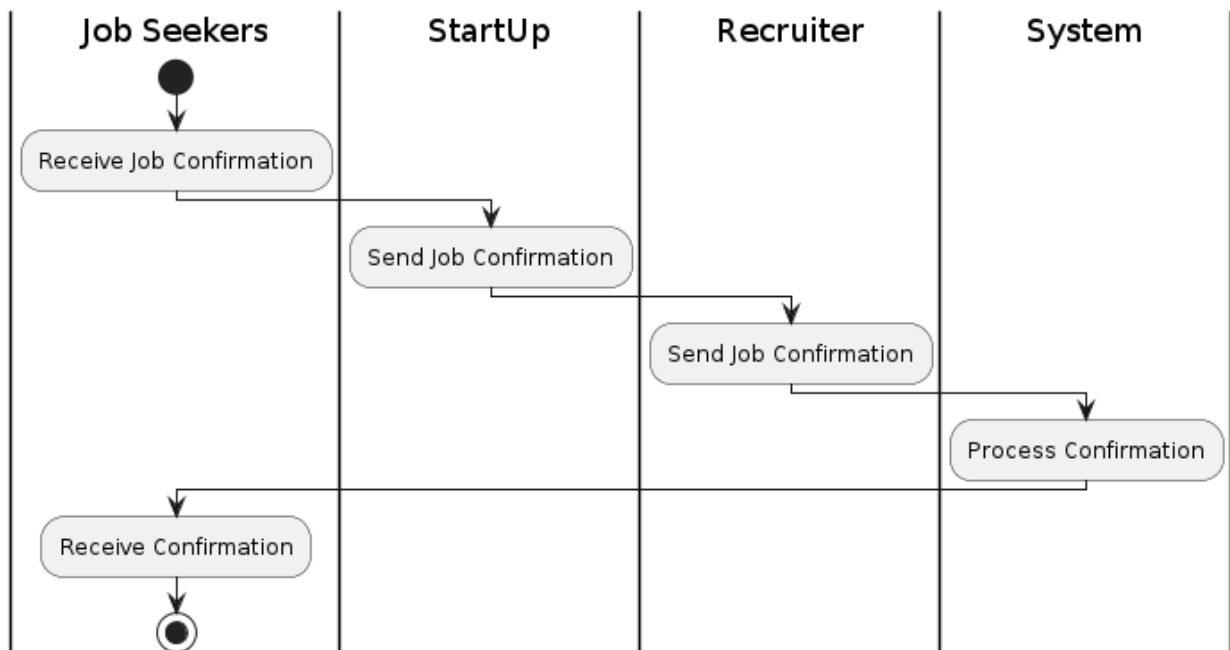 Job Seekers
StartUp
Recruiter
System
Receive Job Confirmation
Send Job Confirmation
Send Job Confirmation
Process Confirmation
Receive Confirmation